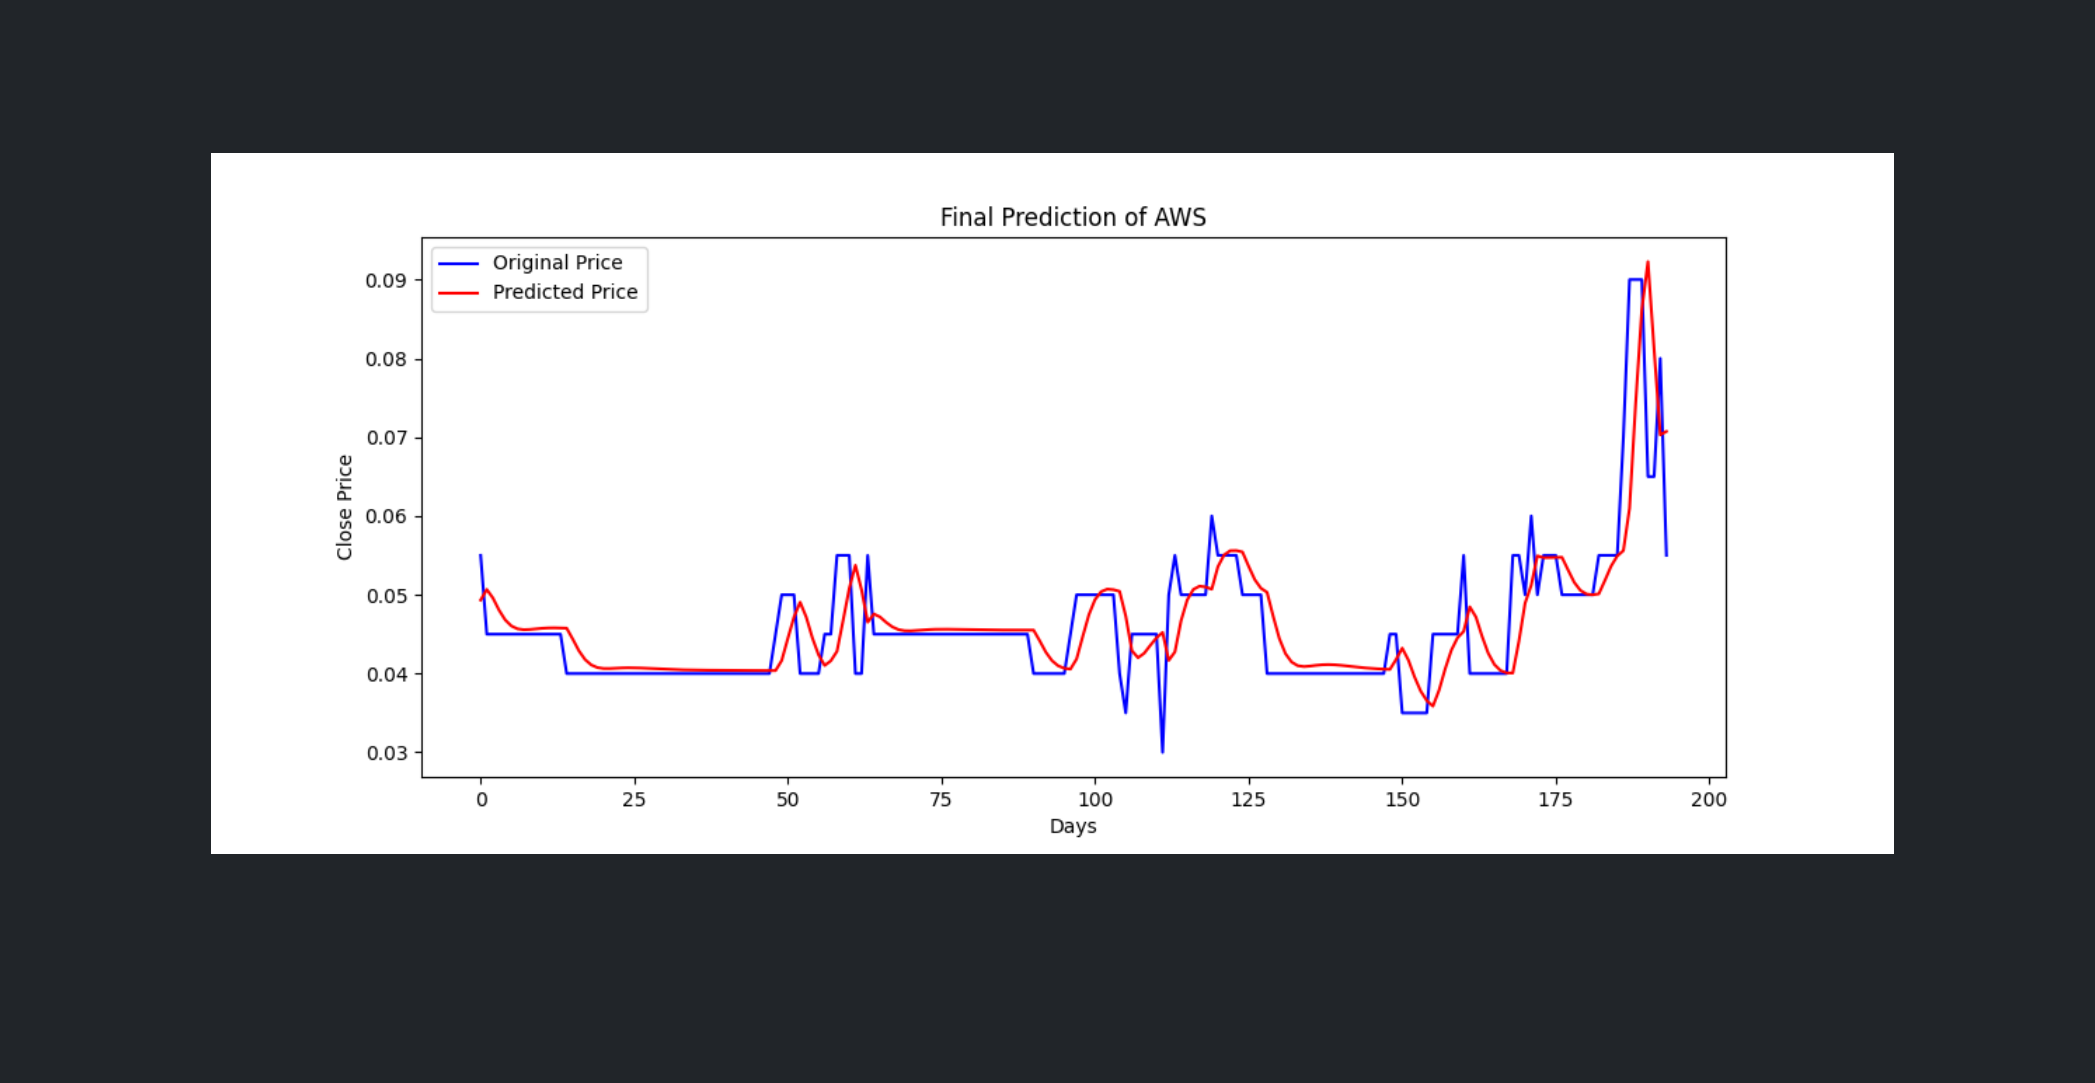 Final Prediction of AWS
Original Price
Predicted Price
0.09
0.08
0.07
0.06
0.05
0.04
0.03
Close Price
0 25 50 75 100 125 150 175 200
Days